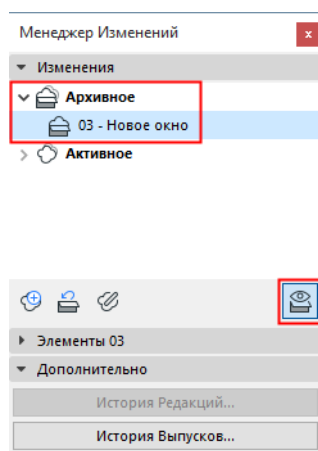 Менеджер Изменений
Изменения
Архивное
03 - Новое окно
Активное
Элементы 03
Дополнительно
История Редакций...
История Выпусков...